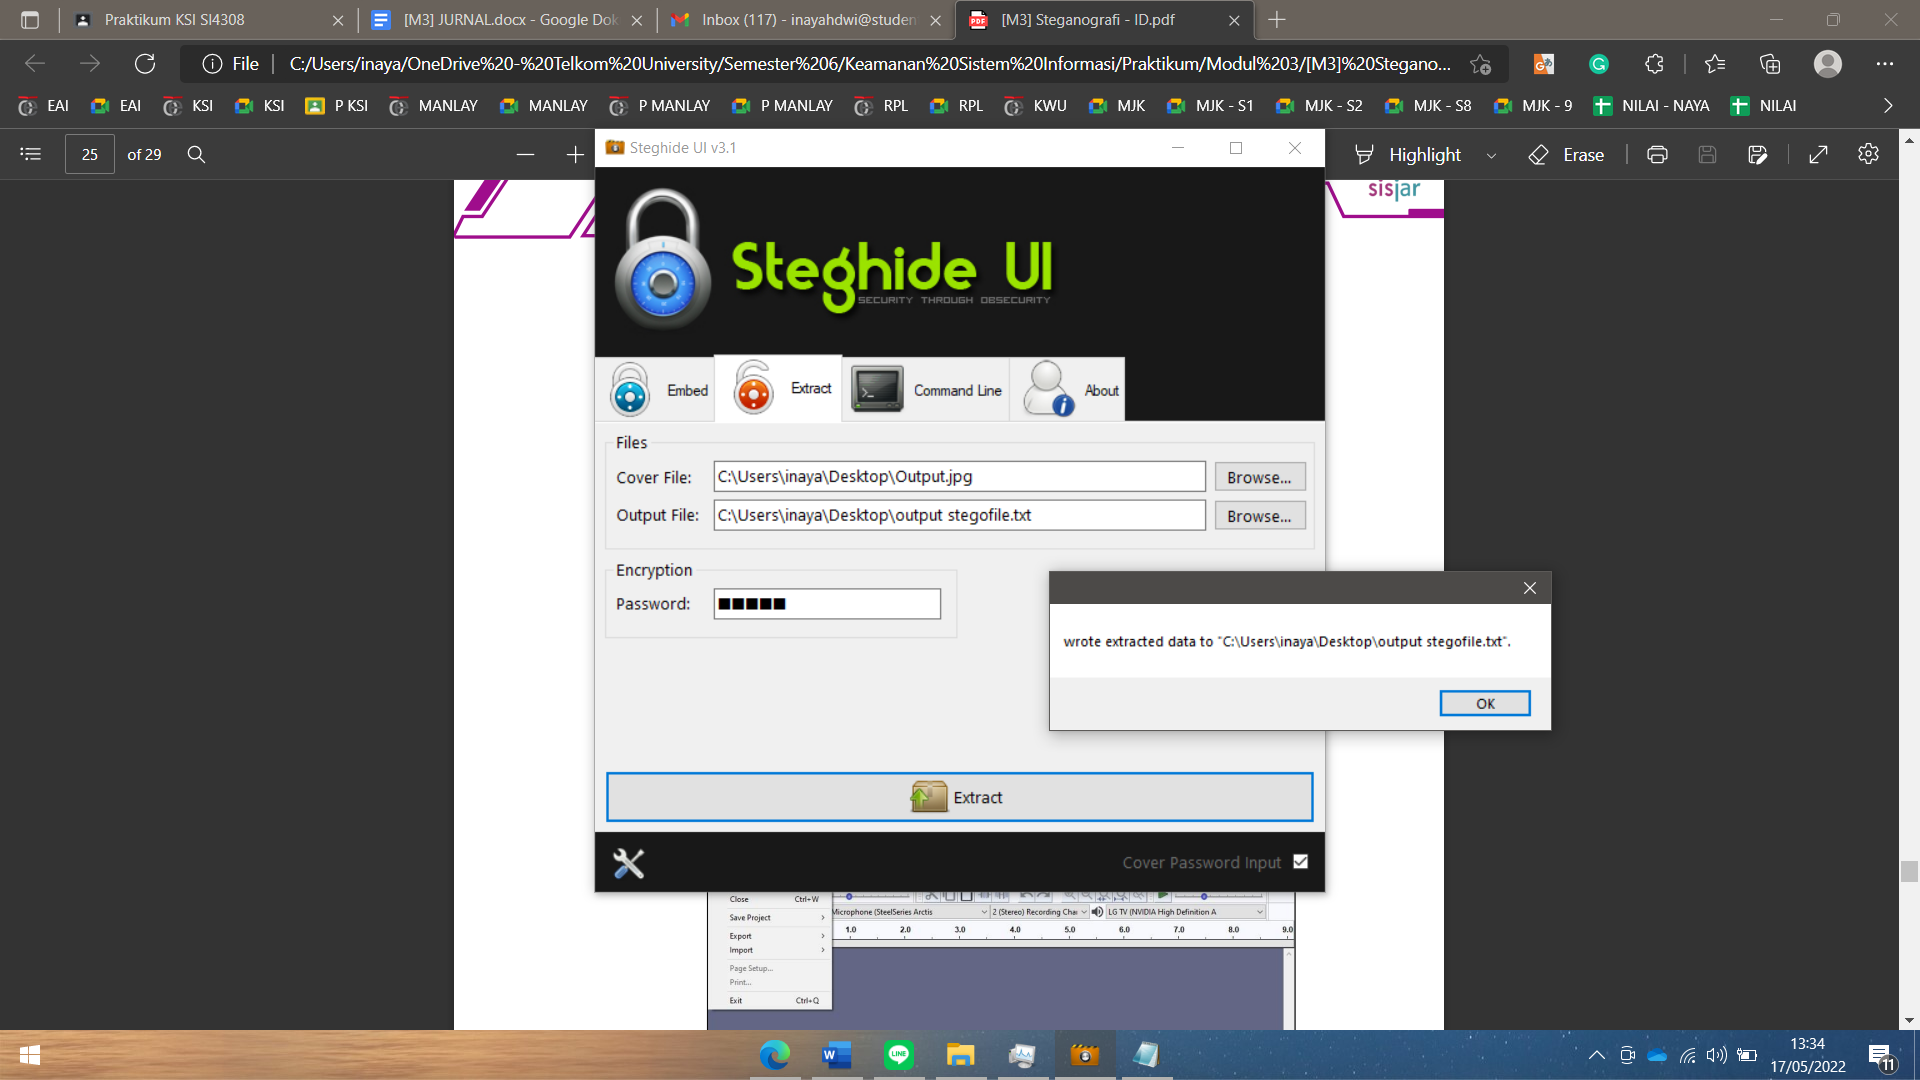 Praktikum KSI SI4308
[M3] JURNAL.docx - Google Dok
Inbox (117) - inayahdwi@studen
[M3] Steganografi - ID.pdf
File
C:/Users/inaya/OneDrive%20-%20Telkom%20University/Semester%206/Keamanan%20Sistem%20Informasi/Praktikum/Modul%203/[M3]%20Stegano...
EAI EAI KSI KSI P KSI MANLAY MANLAY P MANLAY P MANLAY RPL RPL KWU MJK MJK - S1 MJK - S2 MJK - S8 MJK - 9 NILAI - NAYA NILAI
25 of 29
Highlight Erase
sisjar
Steghide UI v3.1
Steghide UI
SECURITY THROUGH OBSECURITY
Embed Extract Command Line About
Files
Cover File: C:\Users\inaya\Desktop\Output.jpg Browse...
Output File: C:\Users\inaya\Desktop\output stegofile.txt Browse...
Encryption
Password:
wrote extracted data to "C:\Users\inaya\Desktop\output stegofile.txt".
OK
Extract
Cover Password Input
Close Ctrl+W
Save Project
Export
Import
Page Setup...
Print...
Exit Ctrl+Q
Microphone (SteelSeries Arctis
2 (Stereo) Recording Chai
LG TV (NVIDIA High Definition A
1.0 2.0 3.0 4.0 5.0 6.0 7.0 8.0 9.0
LINE
13:34
17/05/2022
11